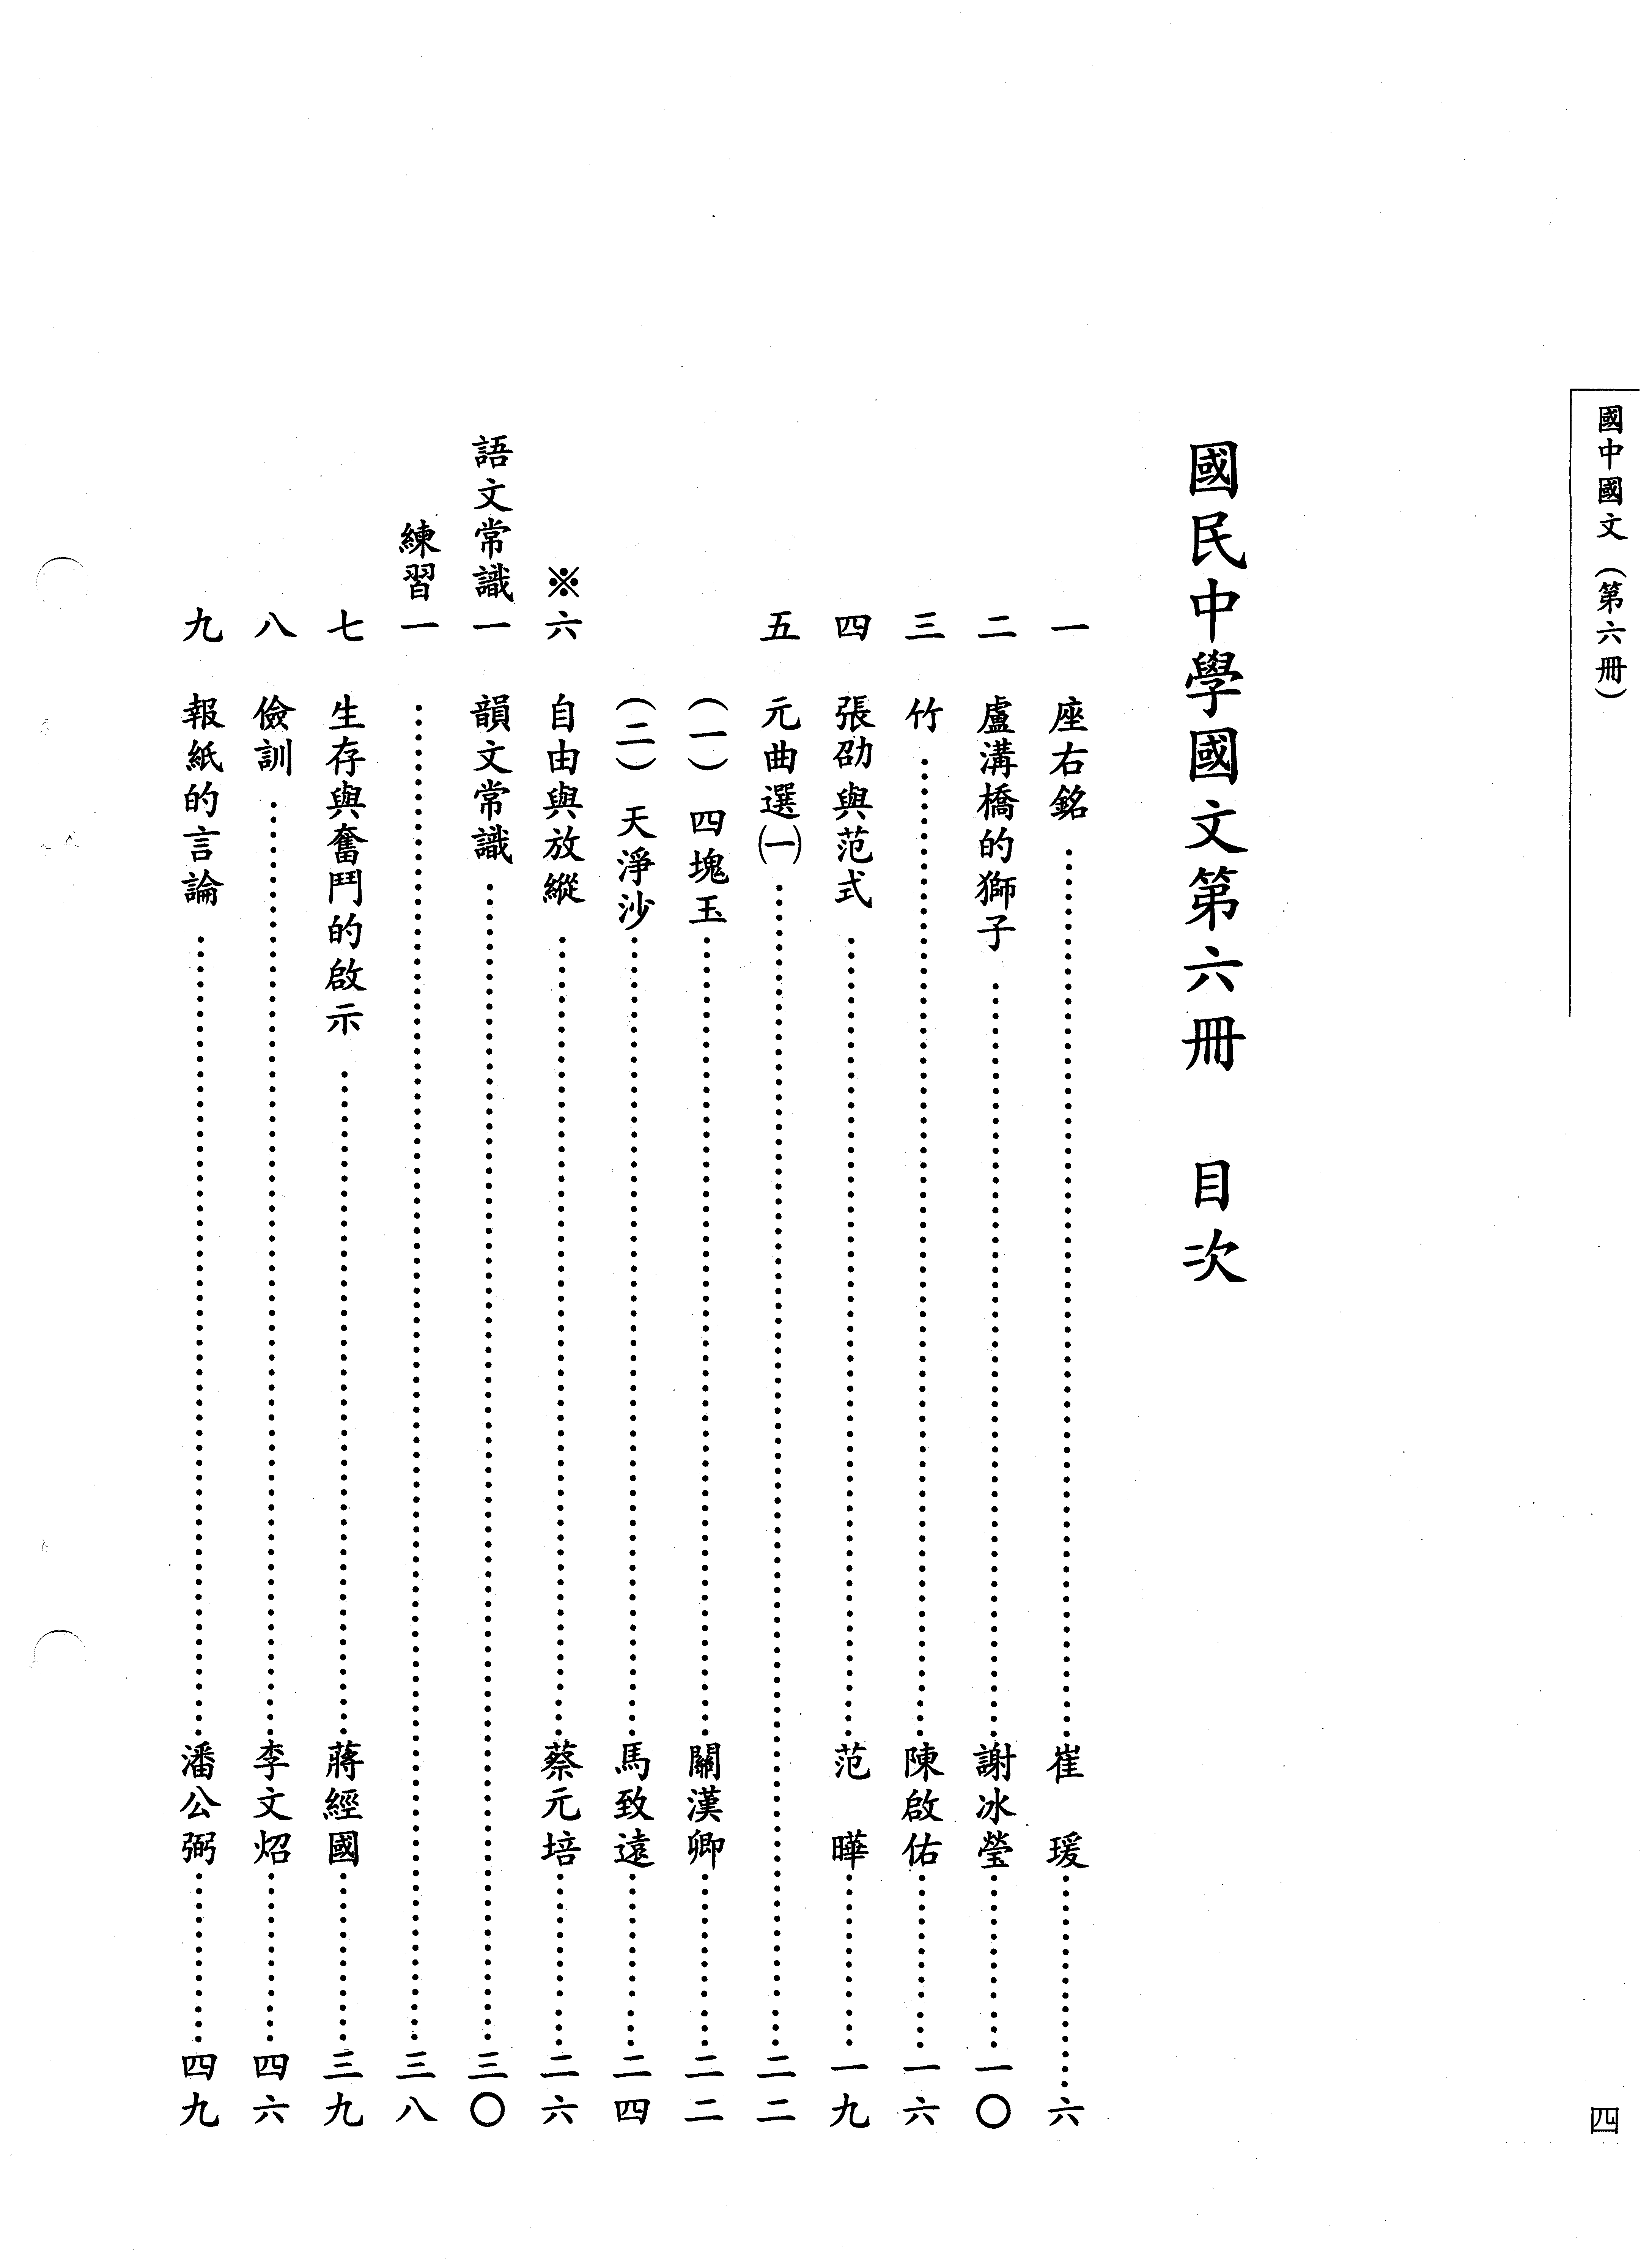 國中國文（第六冊）
國民中學國文第六冊　目次
一　座右銘……崔　瑗……六
二　盧溝橋的獅子……謝冰瑩……一〇
三　竹……陳啟佑……一六
四　張劭與范式……范　曄……一九
五　元曲選㈠……二二
（一）四塊玉……關漢卿……二二
（二）天淨沙……馬致遠……二四
※六　自由與放縱……蔡元培……二六
語文常識一　韻文常識……三〇
練習一……三八
七　生存與奮鬥的啟示……蔣經國……三九
八　儉訓……李文炤……四六
九　報紙的言論……潘公弼……四九
四